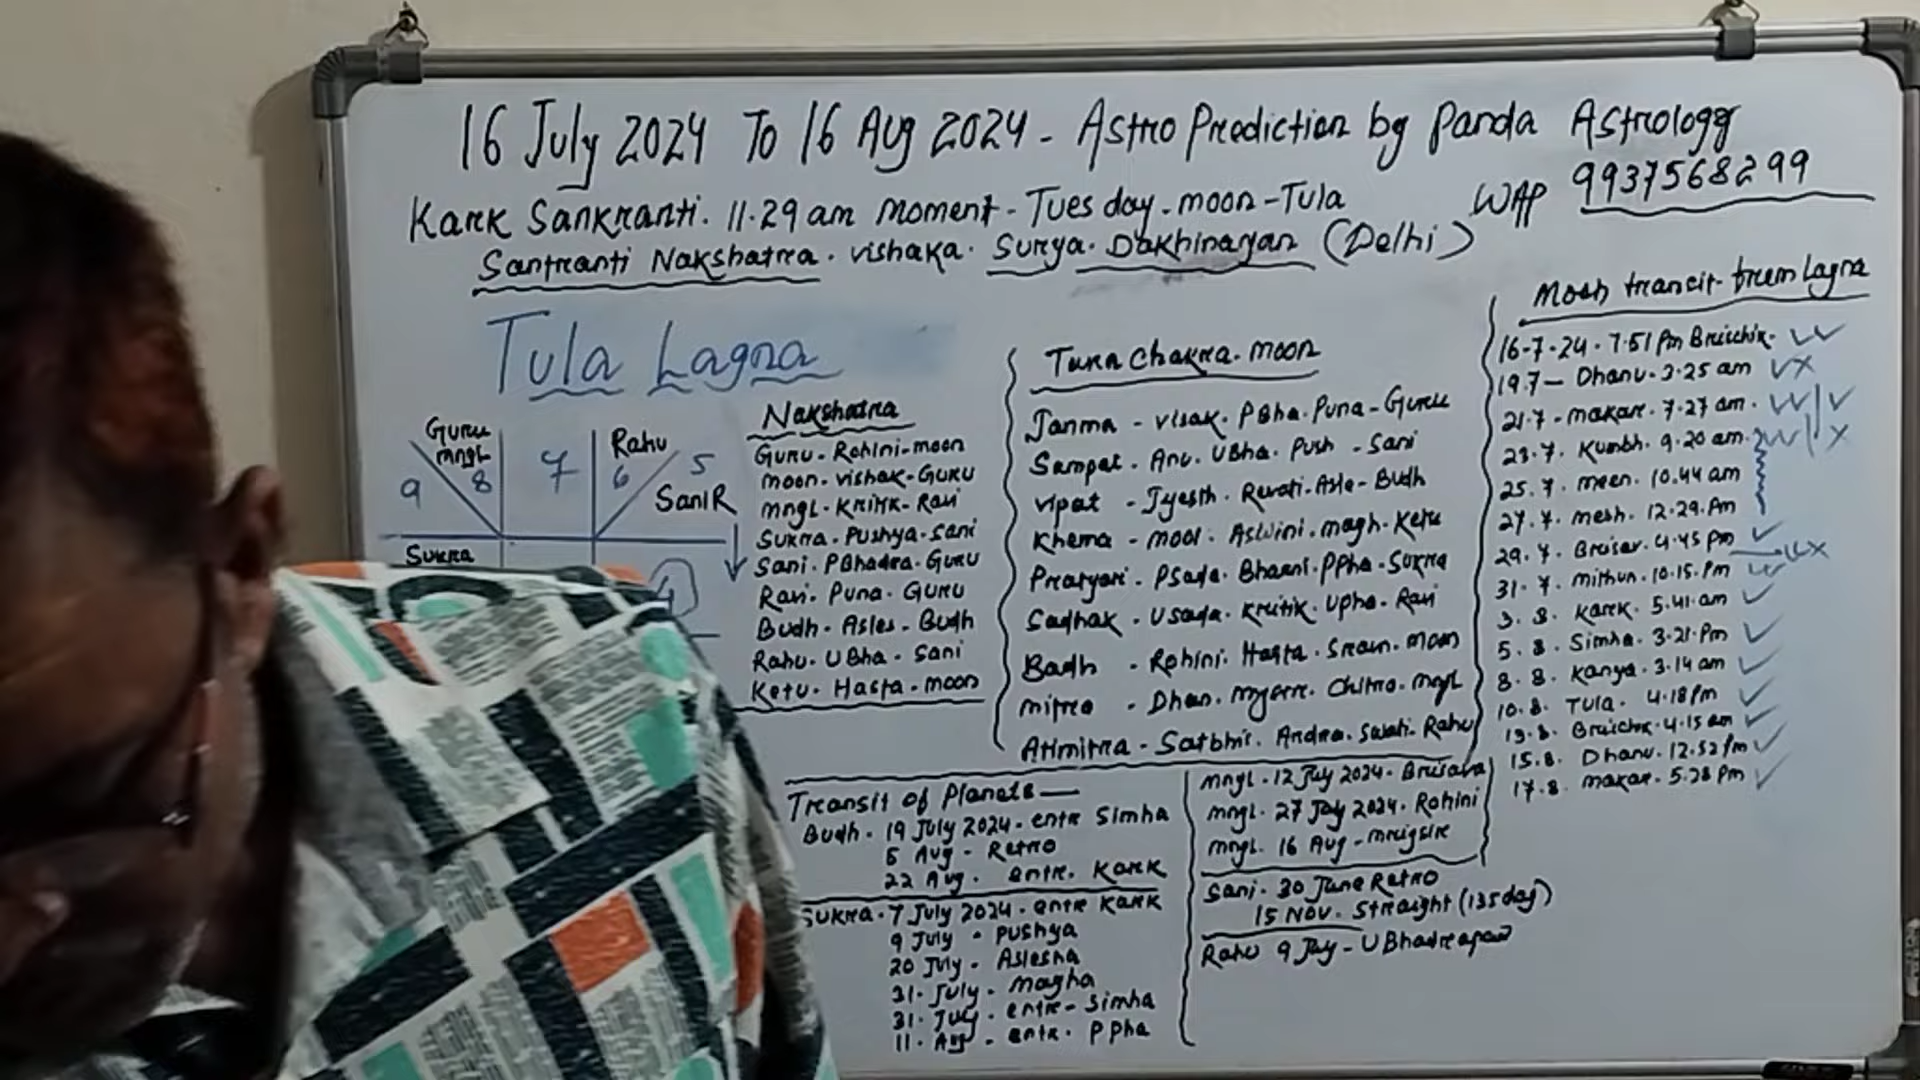 16 July 2024 To 16 Aug 2024 - Astro Prediction by Panda Astrology
WAP 9937568299
Kark Sankranti. 11.29 am moment - Tuesday. moon - Tula
Sankranti Nakshatra. vishaka. Surya. Dakhinayan (Delhi)
Tula Lagna
Guru
mngl
9
8
7
Rahu
6
5
Sani R
Sukra
4
Nakshatra
Guru - Rohini - moon
moon - vishak - Guru
mngL - Kritik - Ravi
Sukra - Pushya - Sani
Sani - PBhadra - Guru
Ravi. Puna - Guru
Budh - Asles - Budh
Rahu - UBha - Sani
Ketu - Hasta - moon
Tara Chakra - moon
Janma - visak. PBha. Puna - Guru
Sampat - Anu. UBha. Push - Sani
vipat - Jyesth. Revati. Asle - Budh
Khema - mool. Aswini. magh. Ketu
Pratyari - PSada. Bharni. PPha - Sukra
Sadhak - Usada. Kritik. Upha. Ravi
Badh - Rohini. Hasta. Sravn. moon
mitra - Dhan. mgsre. Chitra. mngl
Atimitra - Satbhis. Andra. Swati. Rahu
Moon transit from Lagna
16-7-24. 7.51 Pm Bruichik.
19.7 - Dhanu - 3.25 am
21.7 - makar. 7.27 am.
23.7. Kumbh. 9.20 am.
25.7. meen. 10.44 am
27.7. mesh. 12.29. Am
29.7. Bruisav. 4.45 pm
31.7. mithun. 10.15. Pm
3.8. Kark. 5.41 am
5.8. Simha. 3.21. Pm
8.8. Kanya. 3.14 am
10.8. Tula. 4.18 Pm
13.8. Bruichk. 4.15 am
15.8. Dhanu. 12.52 Pm
17.8. makar. 5.28 Pm
Transit of Planets
Budh - 19 July 2024 - entr Simha
5 Aug - Retro
22 Aug. entr. Kark
Sukra - 7 July 2024 - entr Kark
9 July - Pushya
20 July - Aslesha
31. July - magha
31. July - entr - Simha
11. Aug - entr. P Pha
mngl - 12 July 2024 - Brisava
mngl. 27 July 2024. Rohini
mngl. 16 Aug - mrigsire
Sani. 30 June Retro
15 Nov. Straight (135 day)
Rahu 9 July - U Bhadrapad